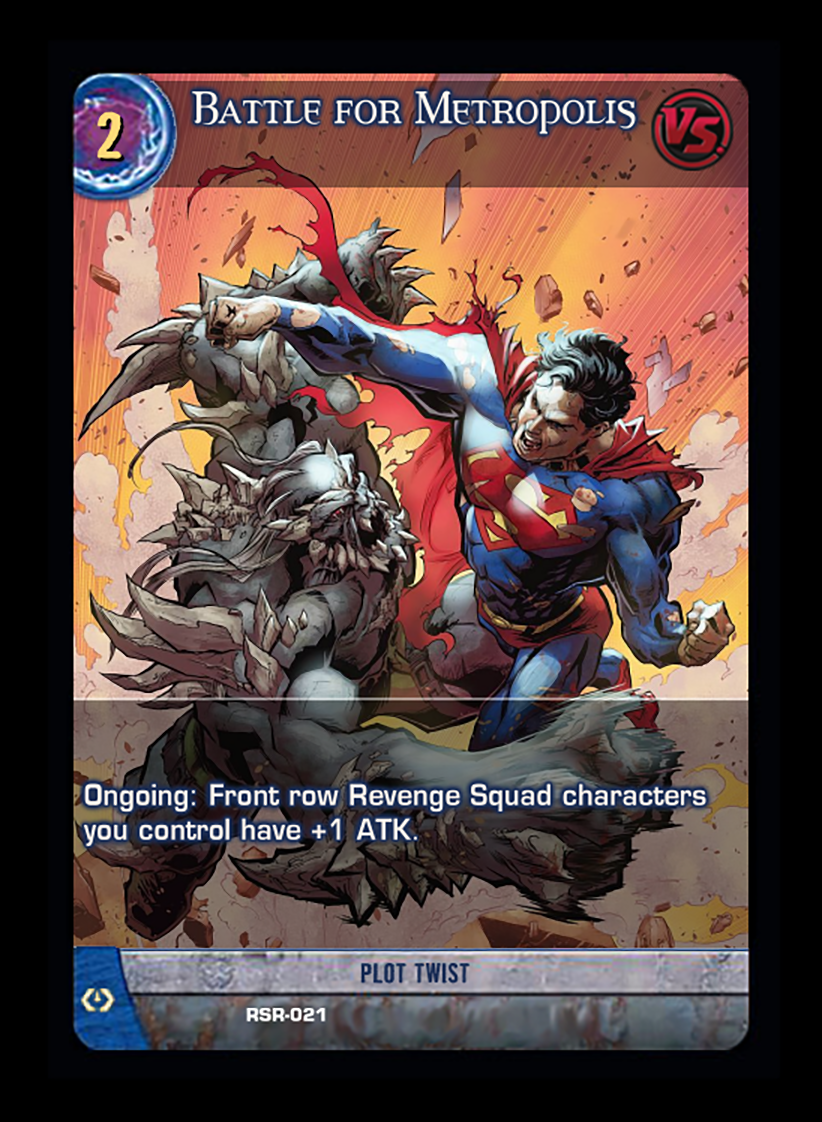 2
Battle for Metropolis
VS.
Ongoing: Front row Revenge Squad characters
you control have +1 ATK.
PLOT TWIST
RSR-021